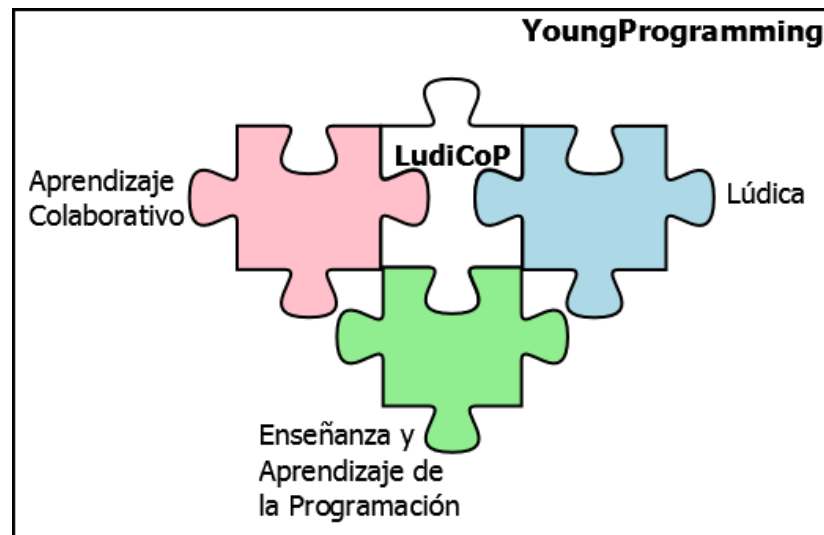 YoungProgramming
LudiCoP
Aprendizaje
Colaborativo
Lúdica
Enseñanza y
Aprendizaje de
la Programación